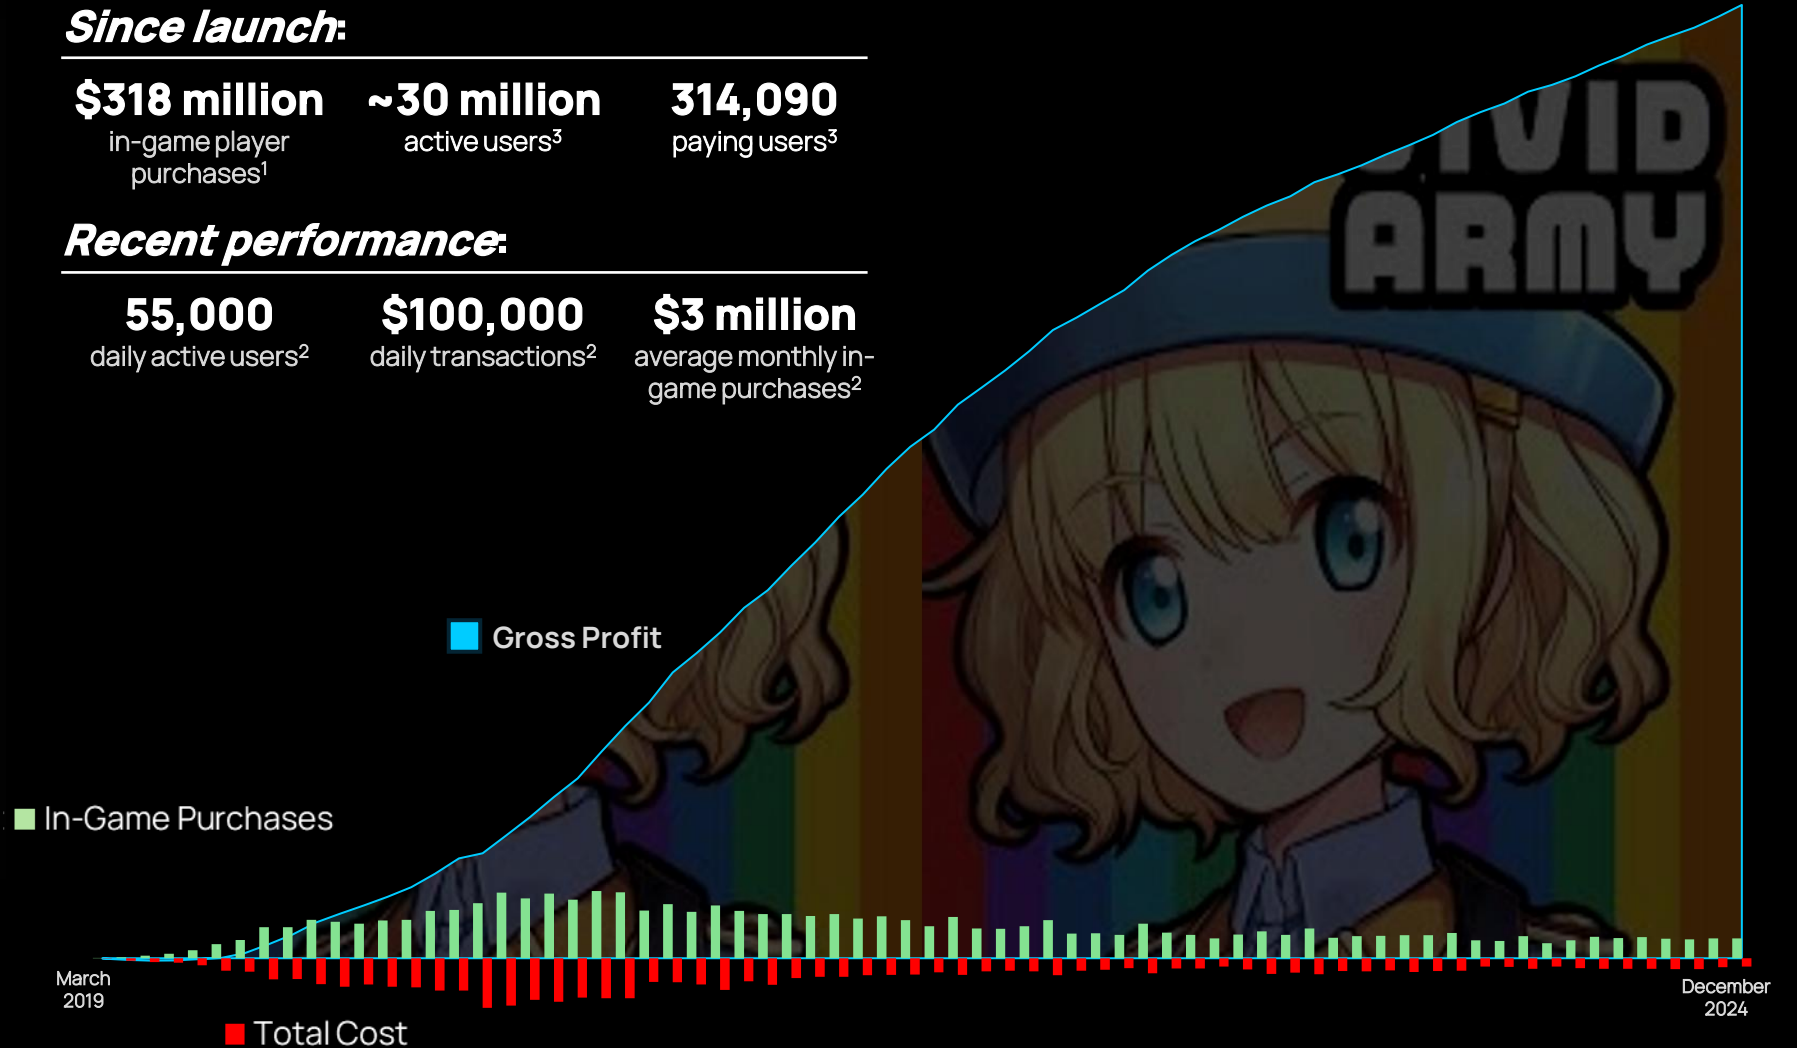 Since launch:
$318 million ~30 million 314,090
in-game player purchases¹ active users³ paying users³
Recent performance:
55,000 $100,000 $3 million
daily active users² daily transactions² average monthly in-game purchases²
VIVID
ARMY
Gross Profit
In-Game Purchases
March
2019
December
2024
Total Cost